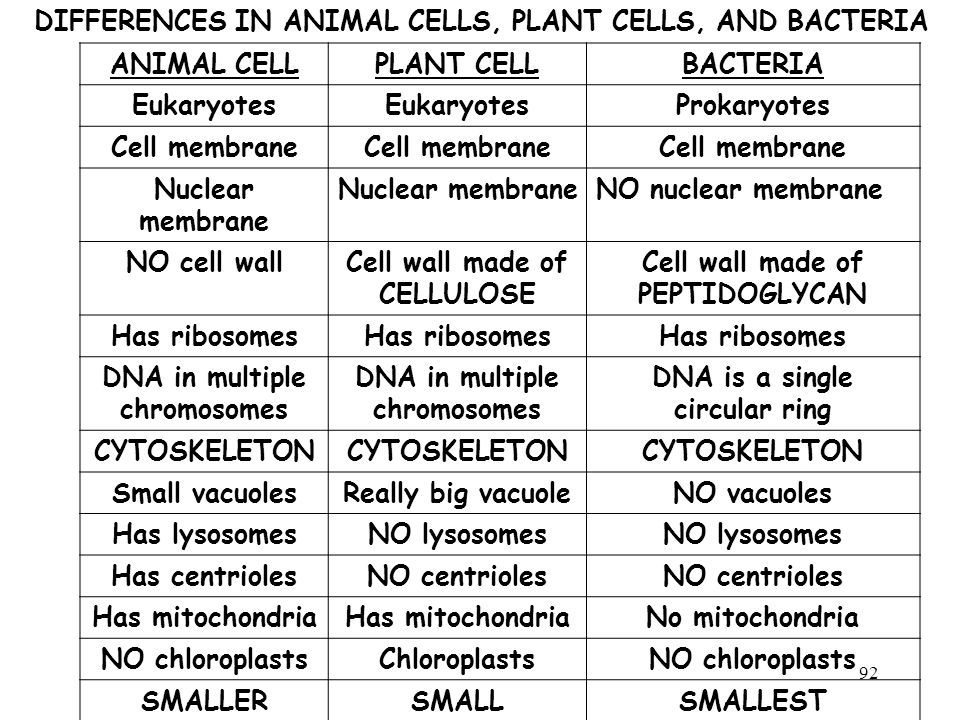 DIFFERENCES IN ANIMAL CELLS, PLANT CELLS, AND BACTERIA
ANIMAL CELL PLANT CELL BACTERIA
Eukaryotes Eukaryotes Prokaryotes
Cell membrane Cell membrane Cell membrane
Nuclear Nuclear membrane NO nuclear membrane
membrane
NO cell wall Cell wall made of Cell wall made of
CELLULOSE PEPTIDOGLYCAN
Has ribosomes Has ribosomes Has ribosomes
DNA in multiple DNA in multiple DNA is a single
chromosomes chromosomes circular ring
CYTOSKELETON CYTOSKELETON CYTOSKELETON
Small vacuoles Really big vacuole NO vacuoles
Has lysosomes NO lysosomes NO lysosomes
Has centrioles NO centrioles NO centrioles
Has mitochondria Has mitochondria No mitochondria
NO chloroplasts Chloroplasts NO chloroplasts
92
SMALLER SMALL SMALLEST